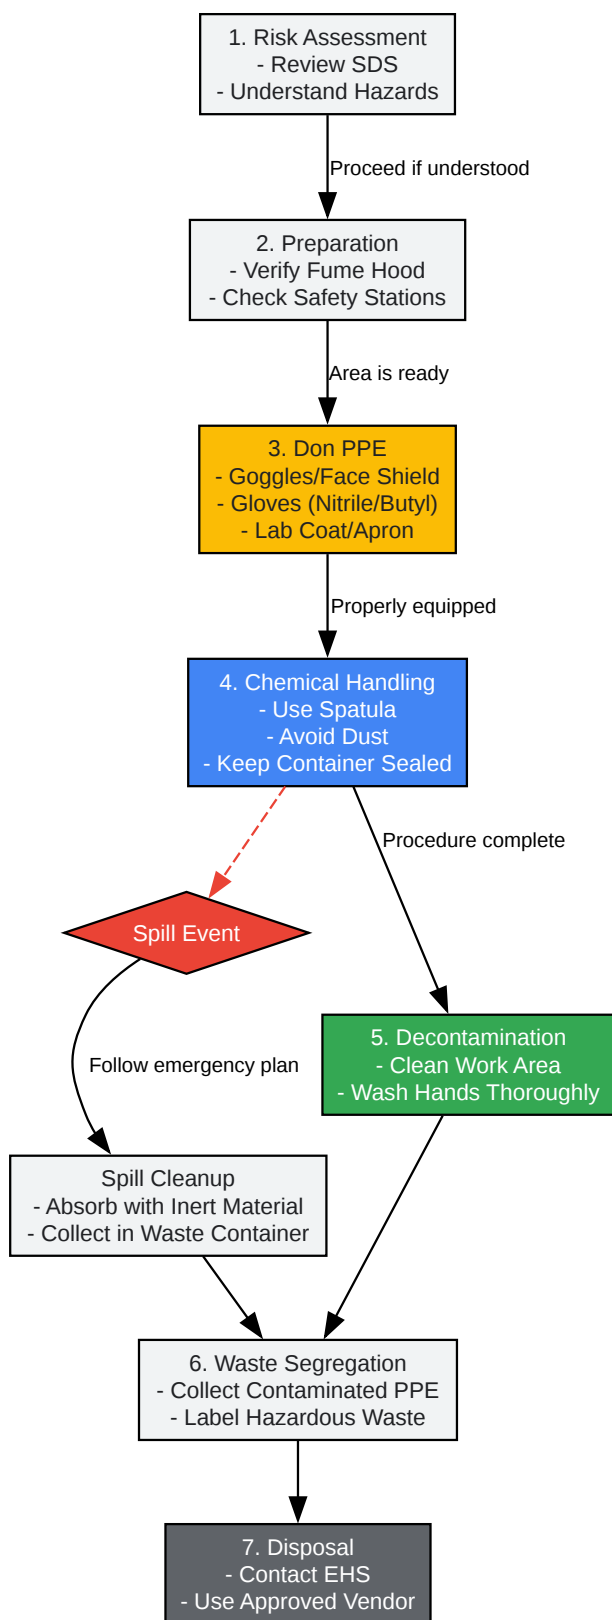 1. Risk Assessment
- Review SDS
- Understand Hazards
Proceed if understood
2. Preparation
- Verify Fume Hood
- Check Safety Stations
Area is ready
3. Don PPE
- Goggles/Face Shield
- Gloves (Nitrile/Butyl)
- Lab Coat/Apron
Properly equipped
4. Chemical Handling
- Use Spatula
- Avoid Dust
- Keep Container Sealed
Procedure complete
Spill Event
5. Decontamination
- Clean Work Area
- Wash Hands Thoroughly
Follow emergency plan
Spill Cleanup
- Absorb with Inert Material
- Collect in Waste Container
6. Waste Segregation
- Collect Contaminated PPE
- Label Hazardous Waste
7. Disposal
- Contact EHS
- Use Approved Vendor